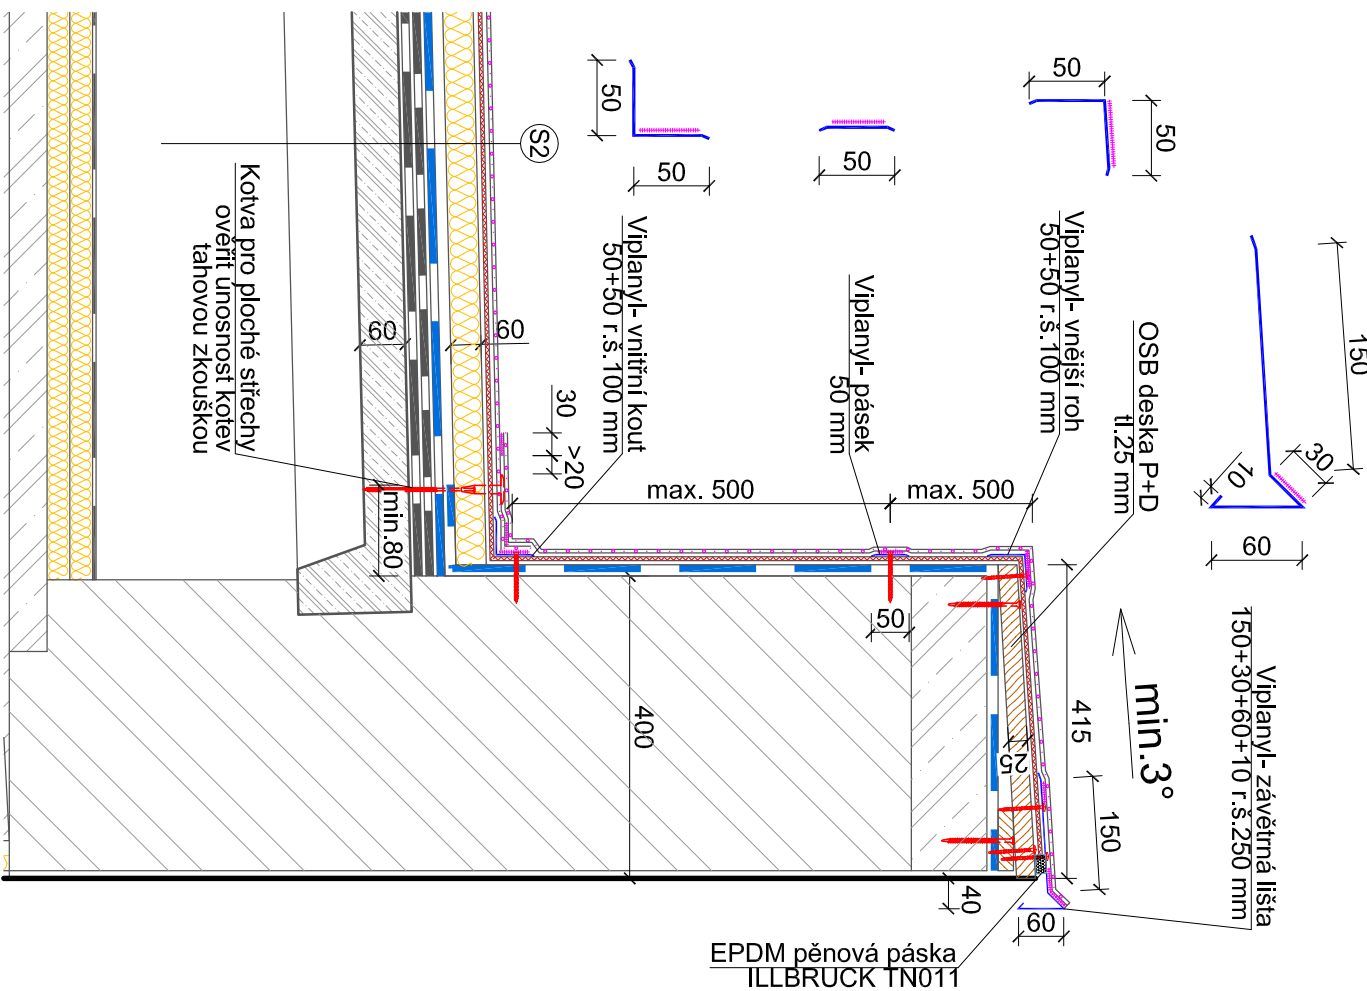 50
50
50
50
50
150
30
10
60
S2
Kotva pro ploché střechy
ověřit únosnost kotev
tahovou zkouškou
Viplanyl- vnitřní kout
50+50 r.š.100 mm
Viplanyl- pásek
50 mm
Viplanyl- vnější roh
50+50 r.š.100 mm
OSB deska P+D
tl.25 mm
Viplanyl- závětrná lišta
150+30+60+10 r.š.250 mm
60
60
30
>20
max. 500
max. 500
min.80
50
400
415
25
min.3°
150
40
60
EPDM pěnová páska
ILLBRUCK TN011